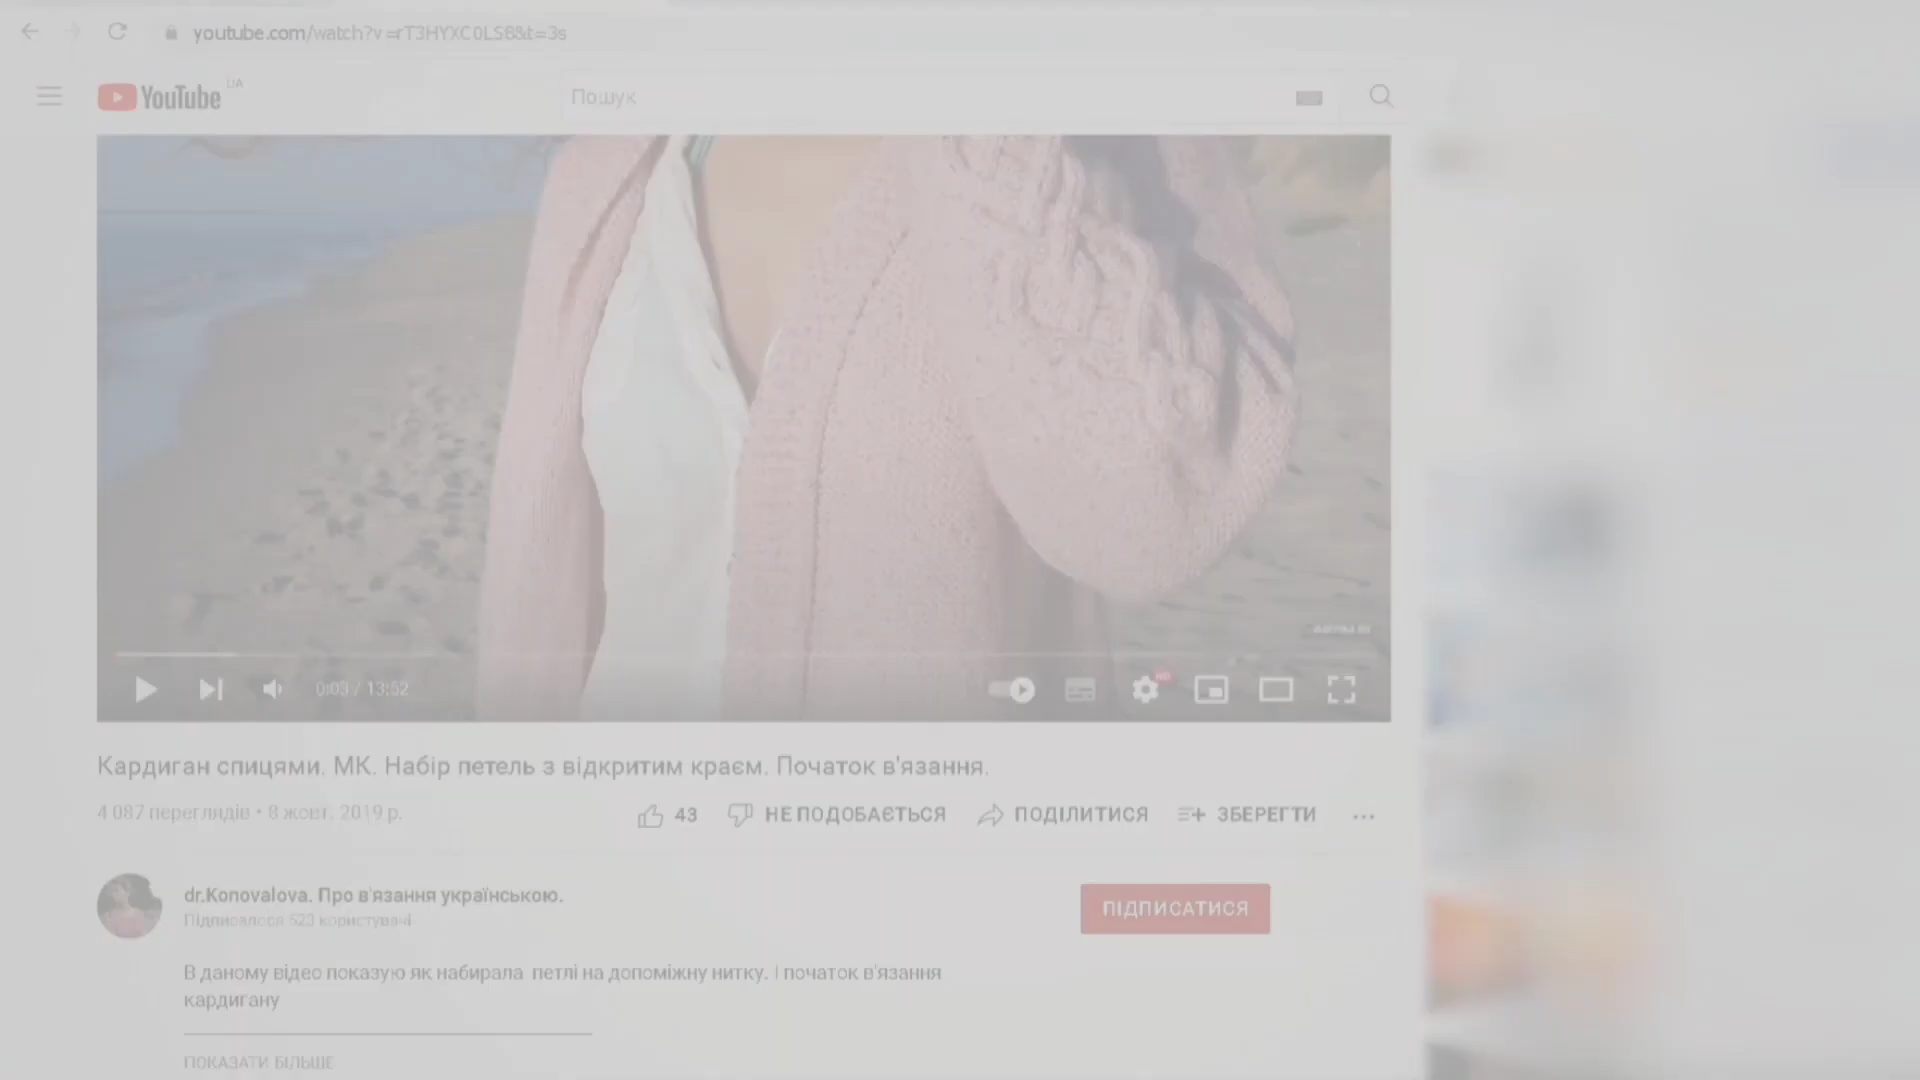 youtube.com/watch?v=rT3HYXC0LS8&t=3s
YouTube UA
Пошук
0:03 / 13:52
HD
Кардиган спицями. МК. Набір петель з відкритим краєм. Початок в'язання.
4 087 переглядів • 8 жовт. 2019 р.
43 НЕ ПОДОБАЄТЬСЯ ПОДІЛИТИСЯ ЗБЕРЕГТИ
dr.Konovalova. Про в'язання українською.
ПІДПИСАТИСЯ
Підписалося 523 користувачі
В даному відео показую як набирала петлі на допоміжну нитку. І початок в'язання
кардигану
ПОКАЗАТИ БІЛЬШЕ